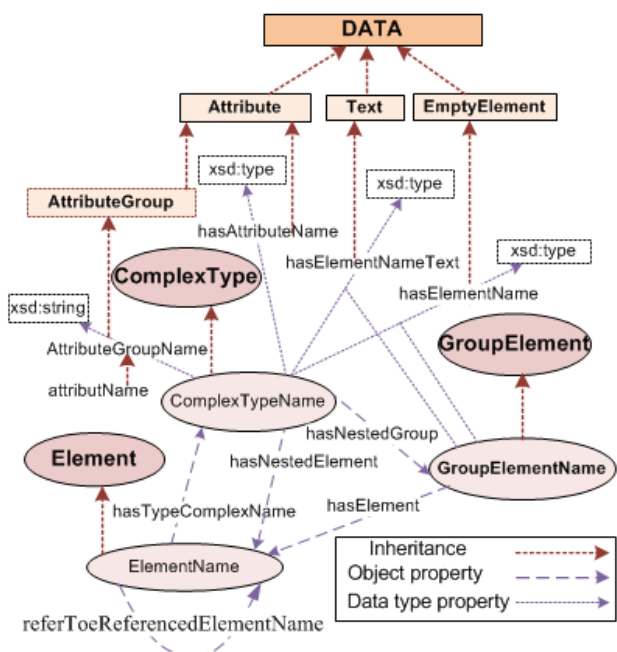 DATA
Attribute
Text
EmptyElement
xsd:type
xsd:type
AttributeGroup
hasAttributeName
xsd:type
hasElementNameText
ComplexType
hasElementName
xsd:string
AttributeGroupName
GroupElement
attributName
ComplexTypeName
hasNestedGroup
Element
hasNestedElement
GroupElementName
hasTypeComplexName
hasElement
ElementName
Inheritance
Object property
Data type property
referToeReferencedElementName